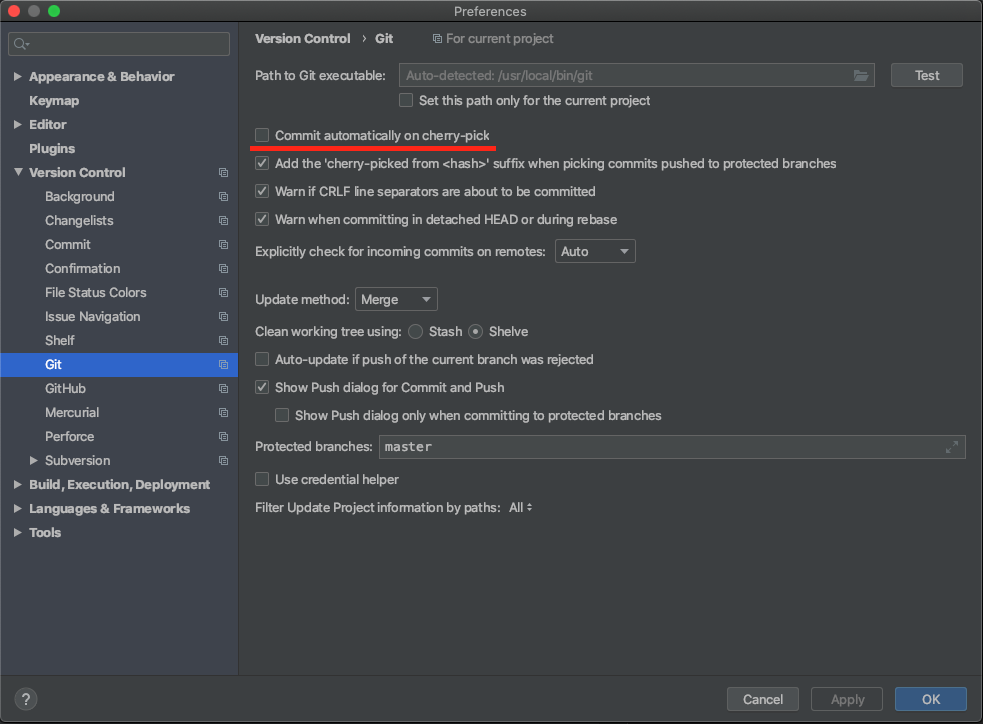 Preferences
Version Control › Git For current project
Appearance & Behavior
Keymap
Editor
Plugins
Version Control
Background
Changelists
Commit
Confirmation
File Status Colors
Issue Navigation
Shelf
Git
GitHub
Mercurial
Perforce
Subversion
Build, Execution, Deployment
Languages & Frameworks
Tools
Path to Git executable: Auto-detected: /usr/local/bin/git Test
Set this path only for the current project
Commit automatically on cherry-pick
Add the 'cherry-picked from <hash>' suffix when picking commits pushed to protected branches
Warn if CRLF line separators are about to be committed
Warn when committing in detached HEAD or during rebase
Explicitly check for incoming commits on remotes: Auto
Update method: Merge
Clean working tree using: Stash Shelve
Auto-update if push of the current branch was rejected
Show Push dialog for Commit and Push
Show Push dialog only when committing to protected branches
Protected branches: master
Use credential helper
Filter Update Project information by paths: All
? Cancel Apply OK